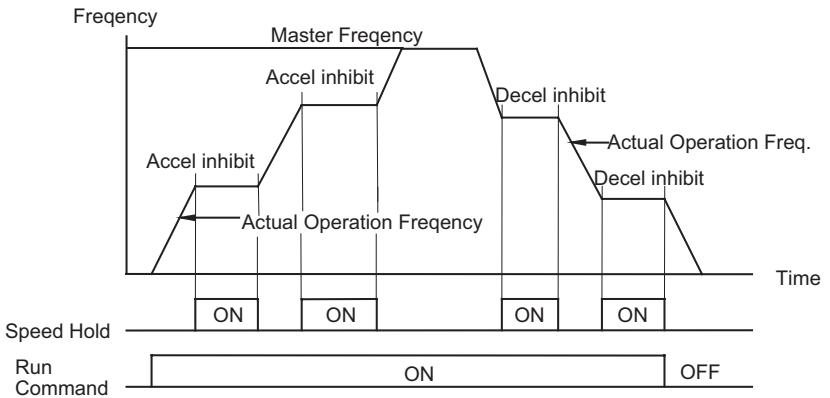 Freqency
Master Freqency
Accel inhibit
Decel inhibit
Actual Operation Freq.
Accel inhibit
Decel inhibit
Actual Operation Freqency
Time
ON
ON
ON
ON
Speed Hold
Run
Command
ON
OFF